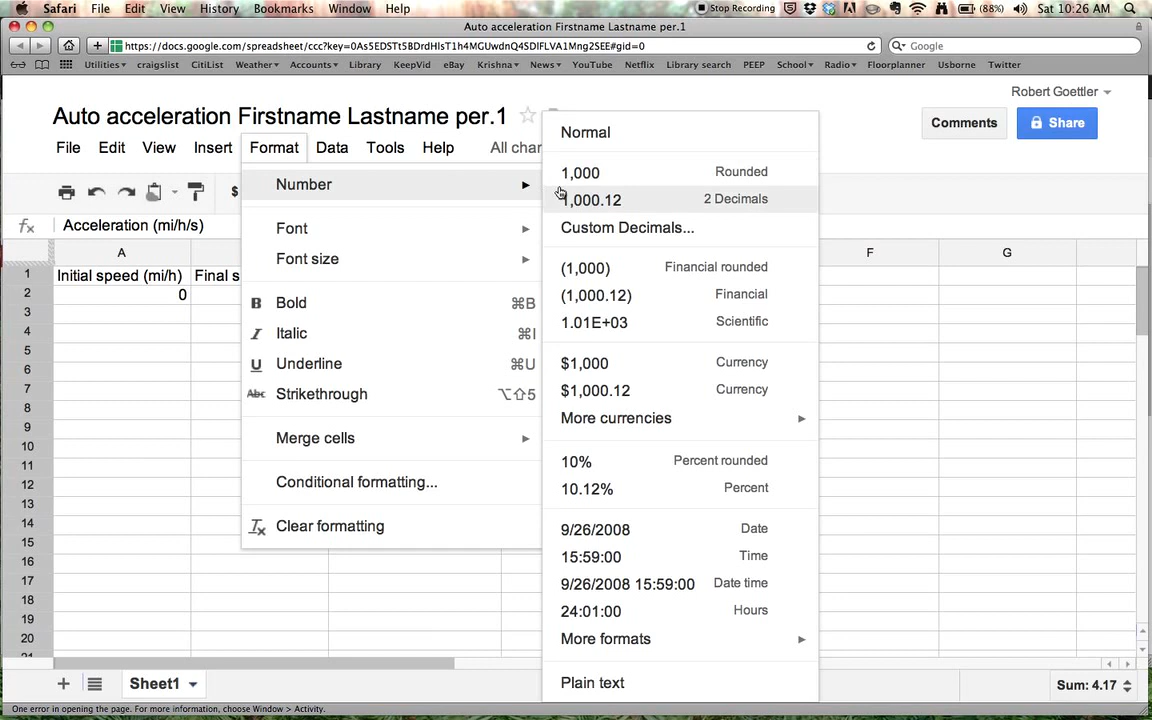 Safari File Edit View History Bookmarks Window Help Stop Recording (88%) Sat 10:26 AM
Auto acceleration Firstname Lastname per.1
https://docs.google.com/spreadsheet/ccc?key=0As5EDSTt5BDrdHlsT1h4MGUwdnQ4SDlFLVA1Mng2SEE#gid=0 Google
Utilities craigslist CitiList Weather Accounts Library KeepVid eBay Krishna News YouTube Netflix Library search PEEP School Radio Floorplanner Usborne Twitter
Robert Goettler
Auto acceleration Firstname Lastname per.1
Comments Share
File Edit View Insert Format Data Tools Help All char
$
fx Acceleration (mi/h/s)
A F G
1 Initial speed (mi/h) Final s
2 0
3
4
5
6
7
8
9
10
11
12
13
14
15
16
17
18
19
20
Number
Font
Font size
B Bold ⌘B
I Italic ⌘I
U Underline ⌘U
Abc Strikethrough ⌥⇧5
Merge cells
Conditional formatting...
Clear formatting
Normal
1,000 Rounded
1,000.12 2 Decimals
Custom Decimals...
(1,000) Financial rounded
(1,000.12) Financial
1.01E+03 Scientific
$1,000 Currency
$1,000.12 Currency
More currencies
10% Percent rounded
10.12% Percent
9/26/2008 Date
15:59:00 Time
9/26/2008 15:59:00 Date time
24:01:00 Hours
More formats
Plain text
Sheet1 Sum: 4.17
One error in opening the page. For more information, choose Window > Activity.